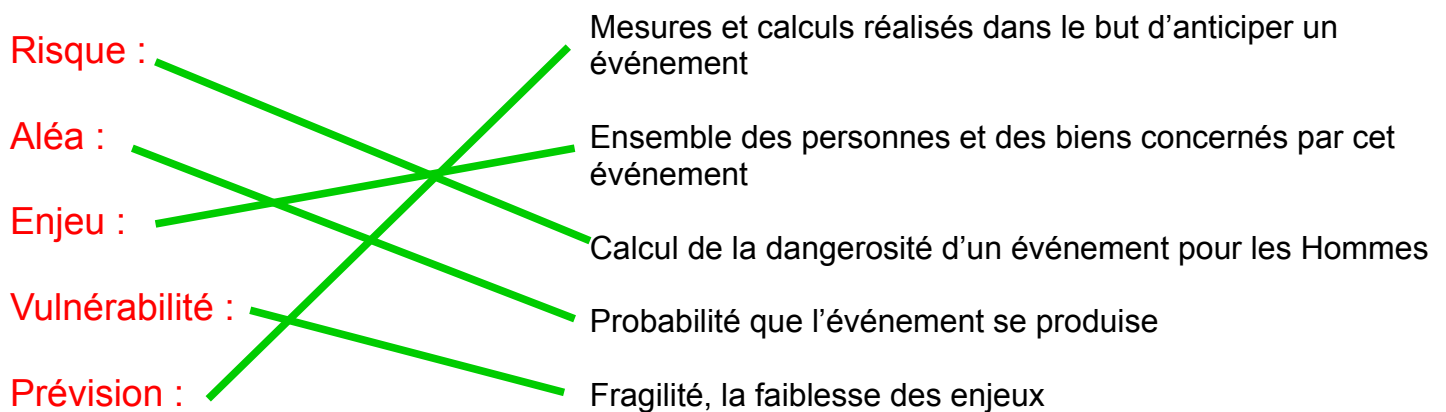 Risque :
Aléa :
Enjeu :
Vulnérabilité :
Prévision :
Mesures et calculs réalisés dans le but d’anticiper un
événement
Ensemble des personnes et des biens concernés par cet
événement
Calcul de la dangerosité d’un événement pour les Hommes
Probabilité que l’événement se produise
Fragilité, la faiblesse des enjeux